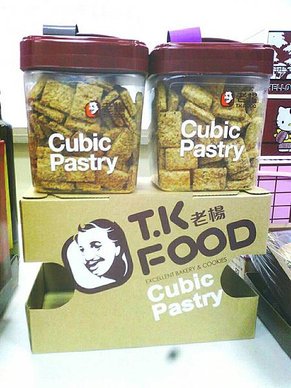 Cubic
Pastry
Cubic
Pastry
T.K 老楊
FOOD
EXCELLENT BAKERY & COOKIES
Cubic
Pastry